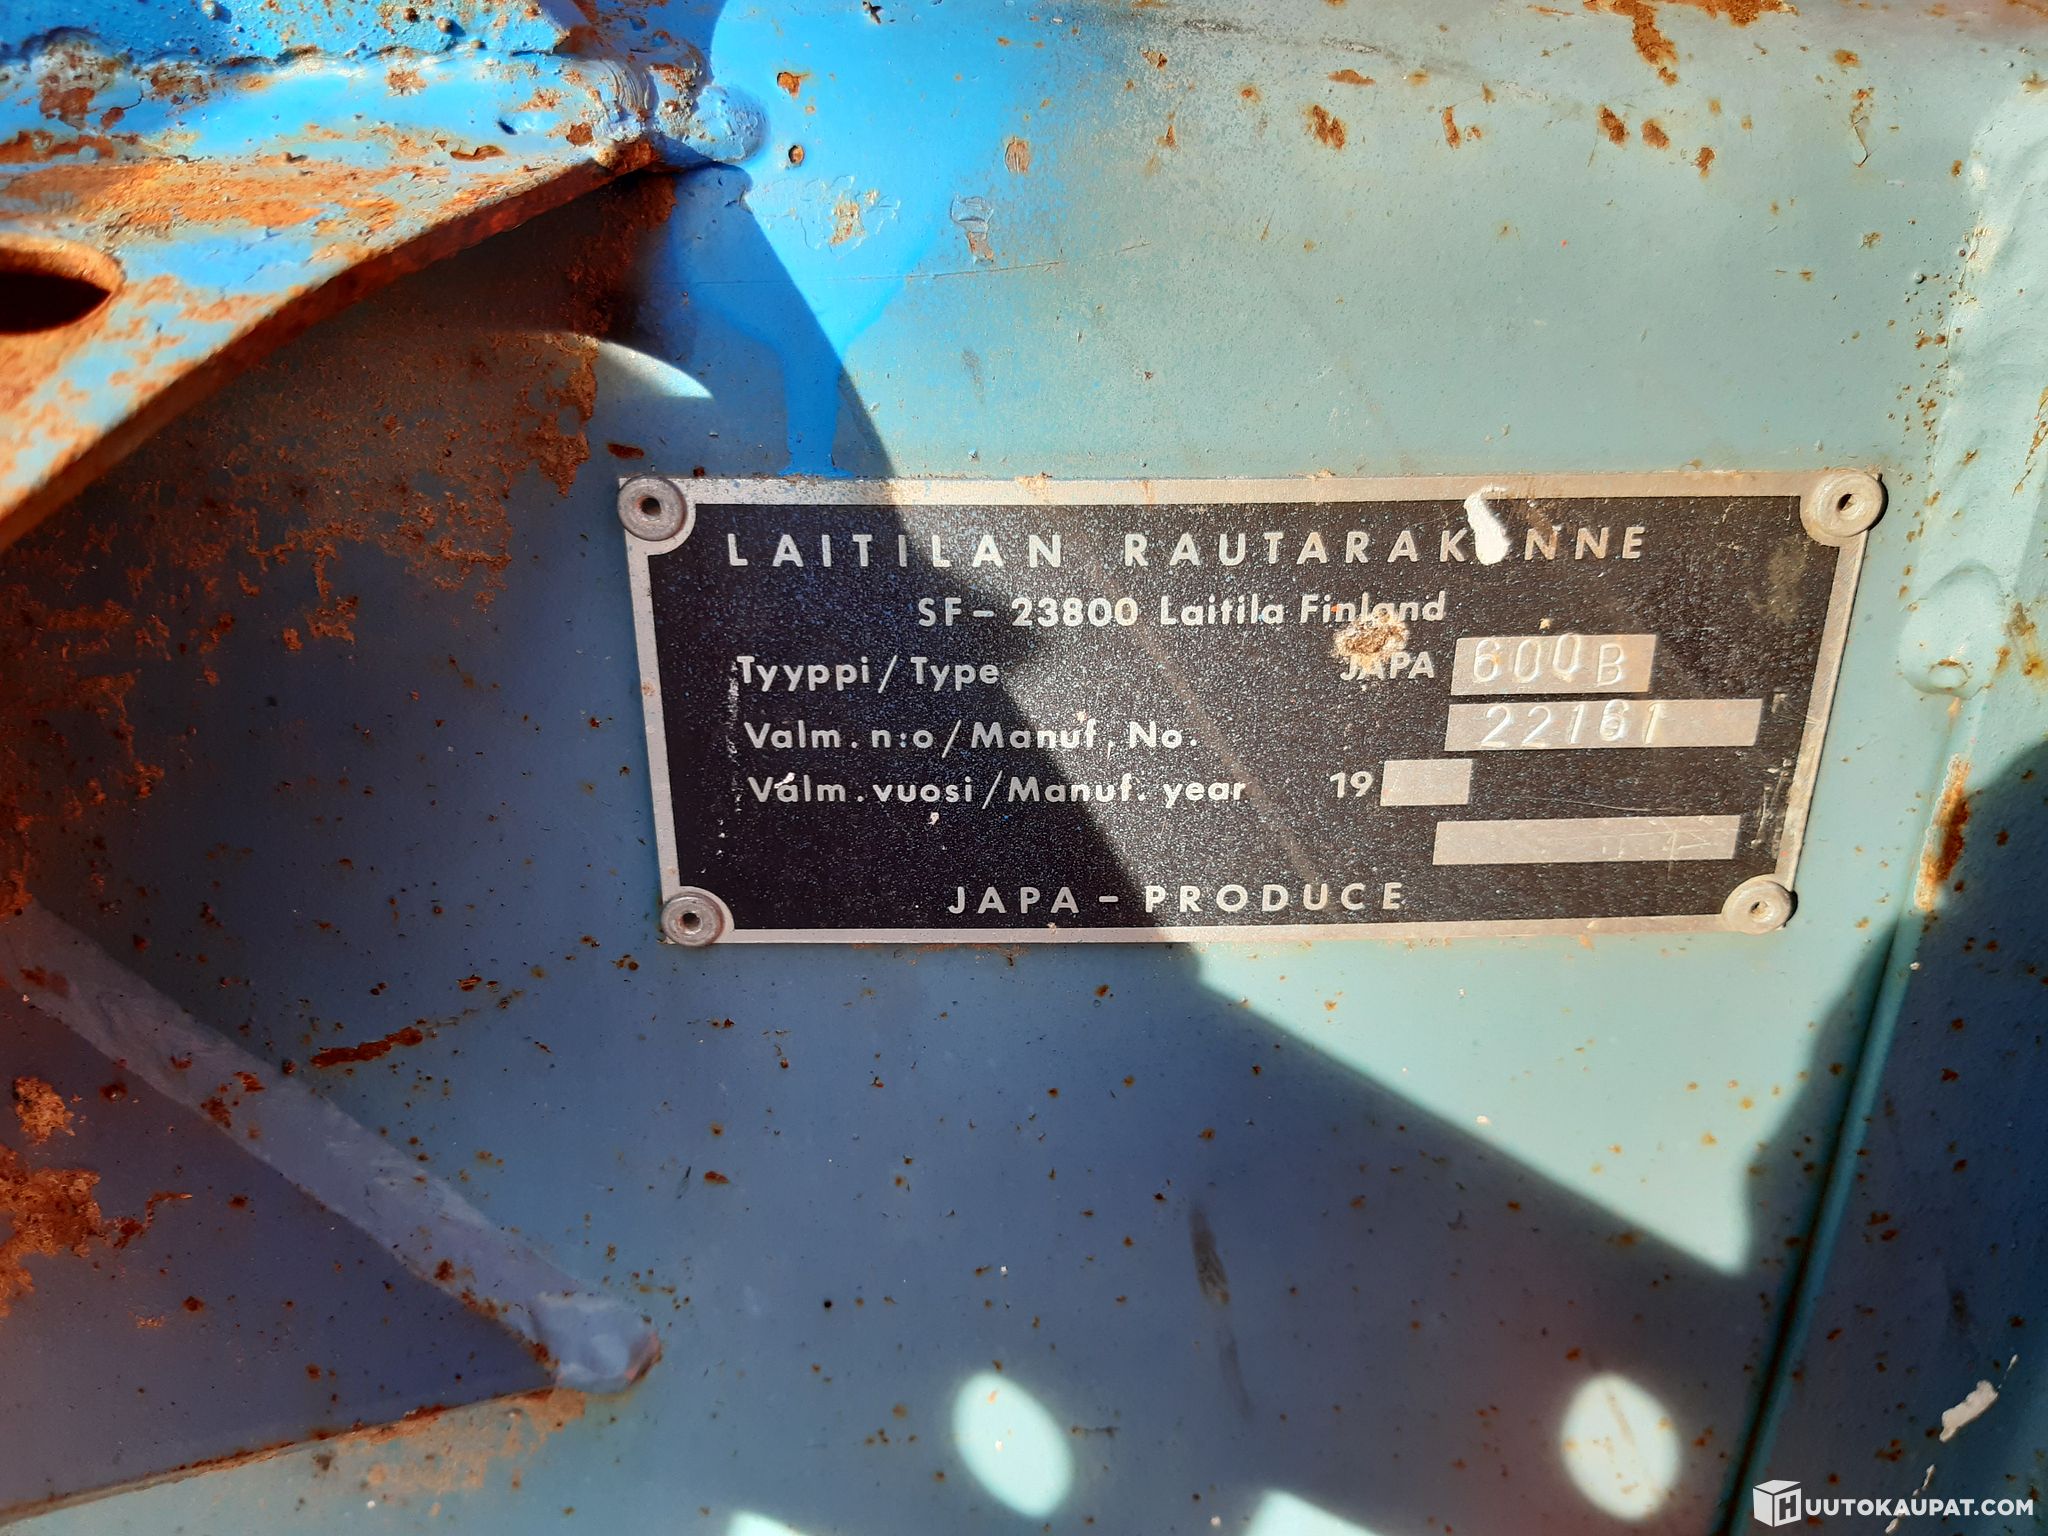 LAITILAN RAUTARAKENNE
SF-23800 Laitila Finland
Tyyppi/Type JAPA 600B
Valm. n:o/Manuf. No. 22161
Valm. vuosi/Manuf. year 19
JAPA-PRODUCE
HUUTOKAUPAT.COM